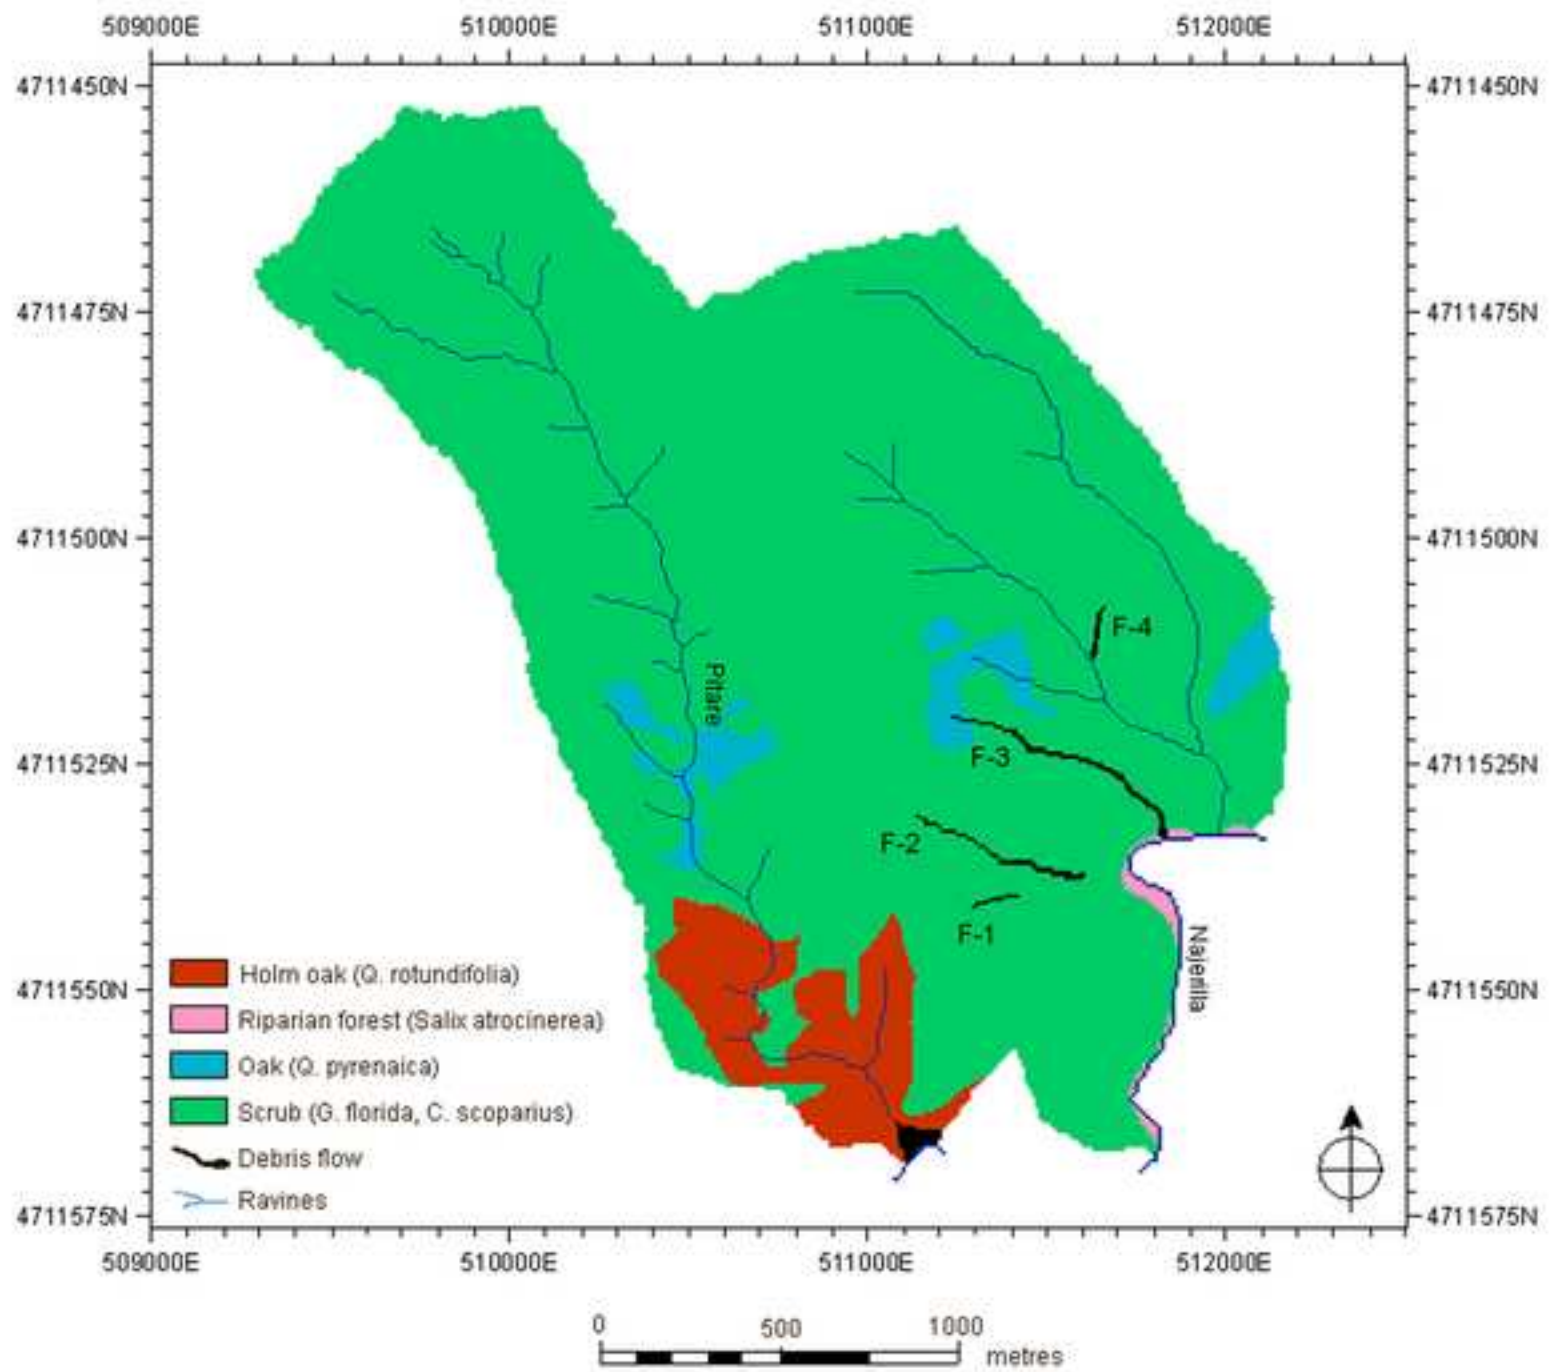 509000E 510000E 511000E 512000E
4711450N 4711450N
4711475N 4711475N
4711500N 4711500N
F-4
Pitare
4711525N F-3 4711525N
F-2
F-1
Najerilla
Holm oak (Q. rotundifolia)
4711550N 4711550N
Riparian forest (Salix atrocinerea)
Oak (Q. pyrenaica)
Scrub (G. florida, C. scoparius)
Debris flow
Ravines
4711575N 4711575N
509000E 510000E 511000E 512000E
0 500 1000
metres